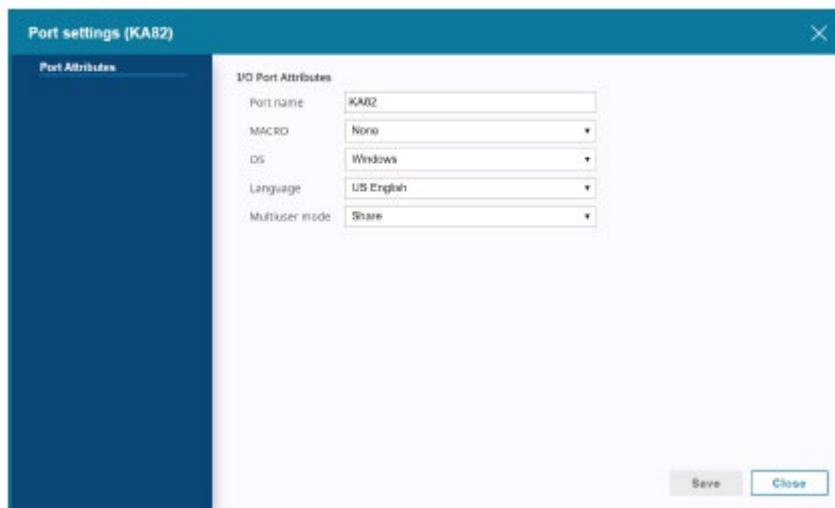 Port settings (KA82)
Port Attributes
I/O Port Attributes
Port name KA82
MACRO None
OS Windows
Language US English
Multiuser mode Share
Save Close